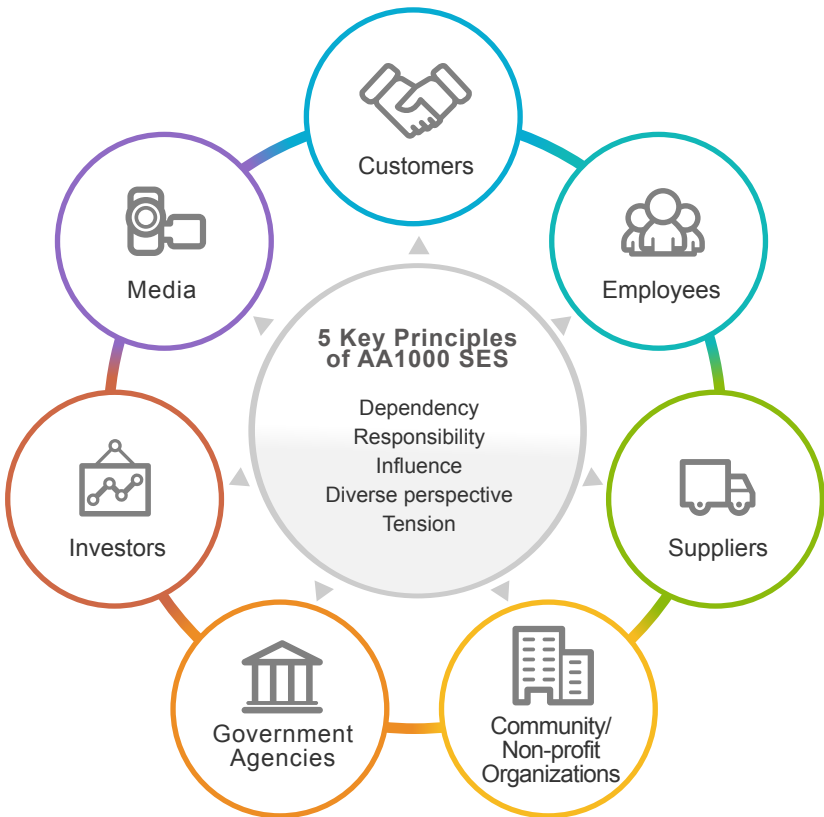 Customers
Employees
Suppliers
Community/
Non-profit
Organizations
Government
Agencies
Investors
Media
5 Key Principles
of AA1000 SES
Dependency
Responsibility
Influence
Diverse perspective
Tension